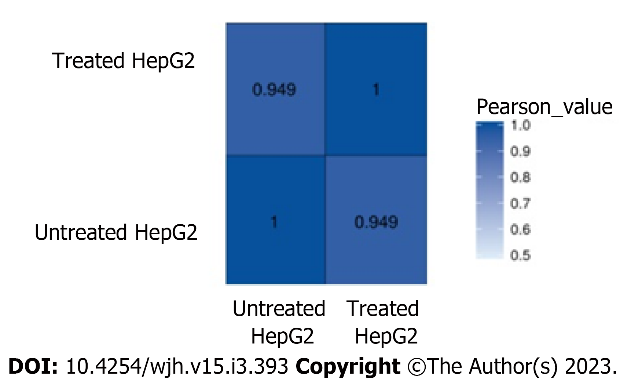 Treated HepG2
0.949
1
Pearson_value
1.0
0.9
0.8
0.7
0.6
0.5
Untreated HepG2
1
0.949
Untreated HepG2
Treated HepG2
DOI: 10.4254/wjh.v15.i3.393 Copyright ©The Author(s) 2023.